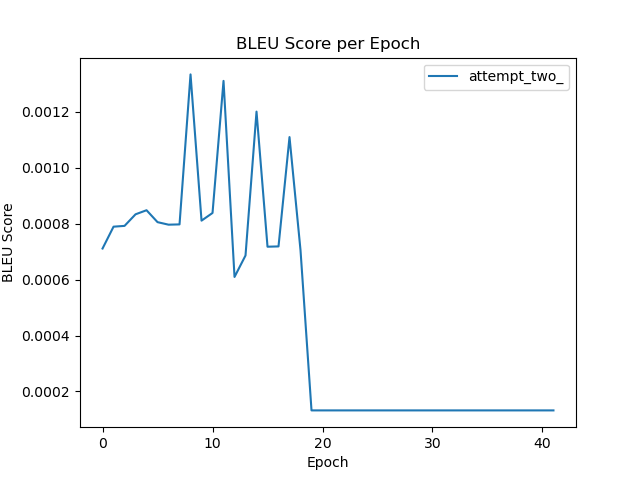 BLEU Score per Epoch
attempt_two_
BLEU Score
0.0012
0.0010
0.0008
0.0006
0.0004
0.0002
0 10 20 30 40
Epoch